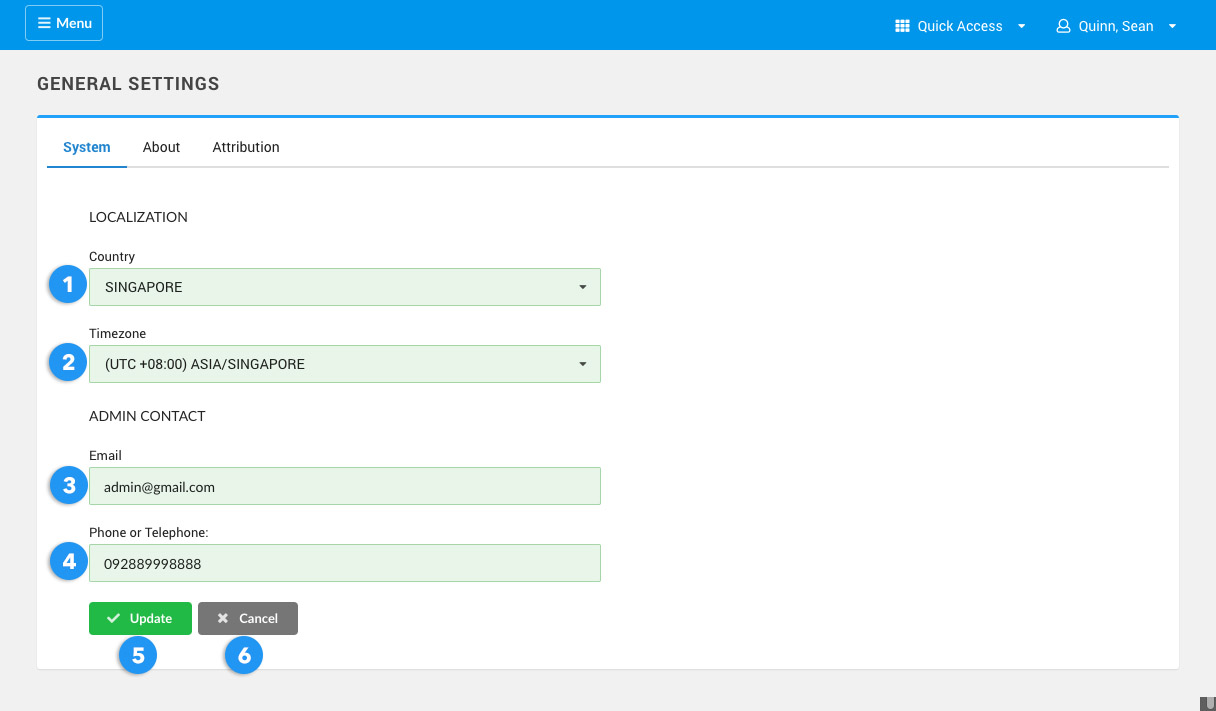 Menu
Quick Access
Quinn, Sean
GENERAL SETTINGS
System About Attribution
LOCALIZATION
Country
1
SINGAPORE
Timezone
2
(UTC +08:00) ASIA/SINGAPORE
ADMIN CONTACT
Email
3
admin@gmail.com
Phone or Telephone:
4
092889998888
Update Cancel
5 6